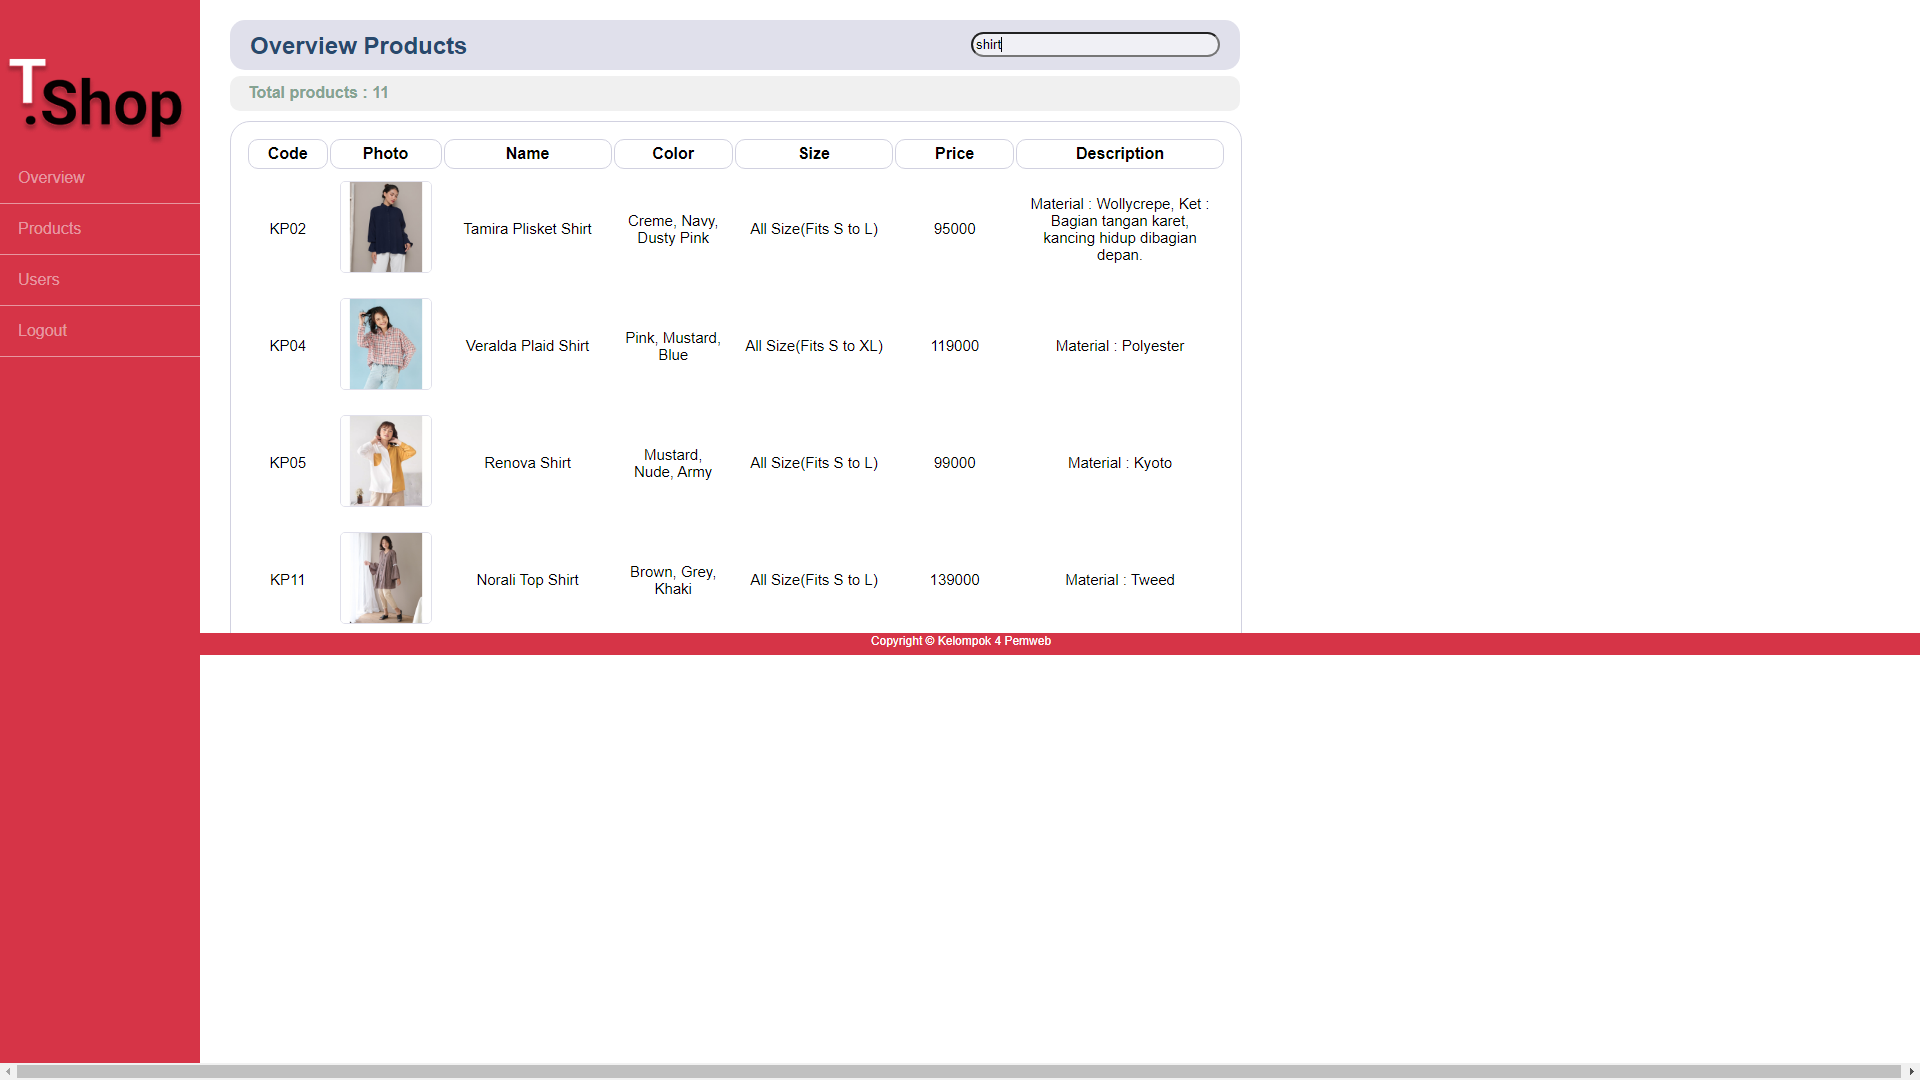 T.Shop
Overview
Products
Users
Logout
Overview Products
shirt
Total products : 11
Code Photo Name Color Size Price Description
KP02 Tamira Plisket Shirt Creme, Navy, Dusty Pink All Size(Fits S to L) 95000 Material : Wollycrepe, Ket : Bagian tangan karet, kancing hidup dibagian depan.
KP04 Veralda Plaid Shirt Pink, Mustard, Blue All Size(Fits S to XL) 119000 Material : Polyester
KP05 Renova Shirt Mustard, Nude, Army All Size(Fits S to L) 99000 Material : Kyoto
KP11 Norali Top Shirt Brown, Grey, Khaki All Size(Fits S to L) 139000 Material : Tweed
Copyright © Kelompok 4 Pemweb